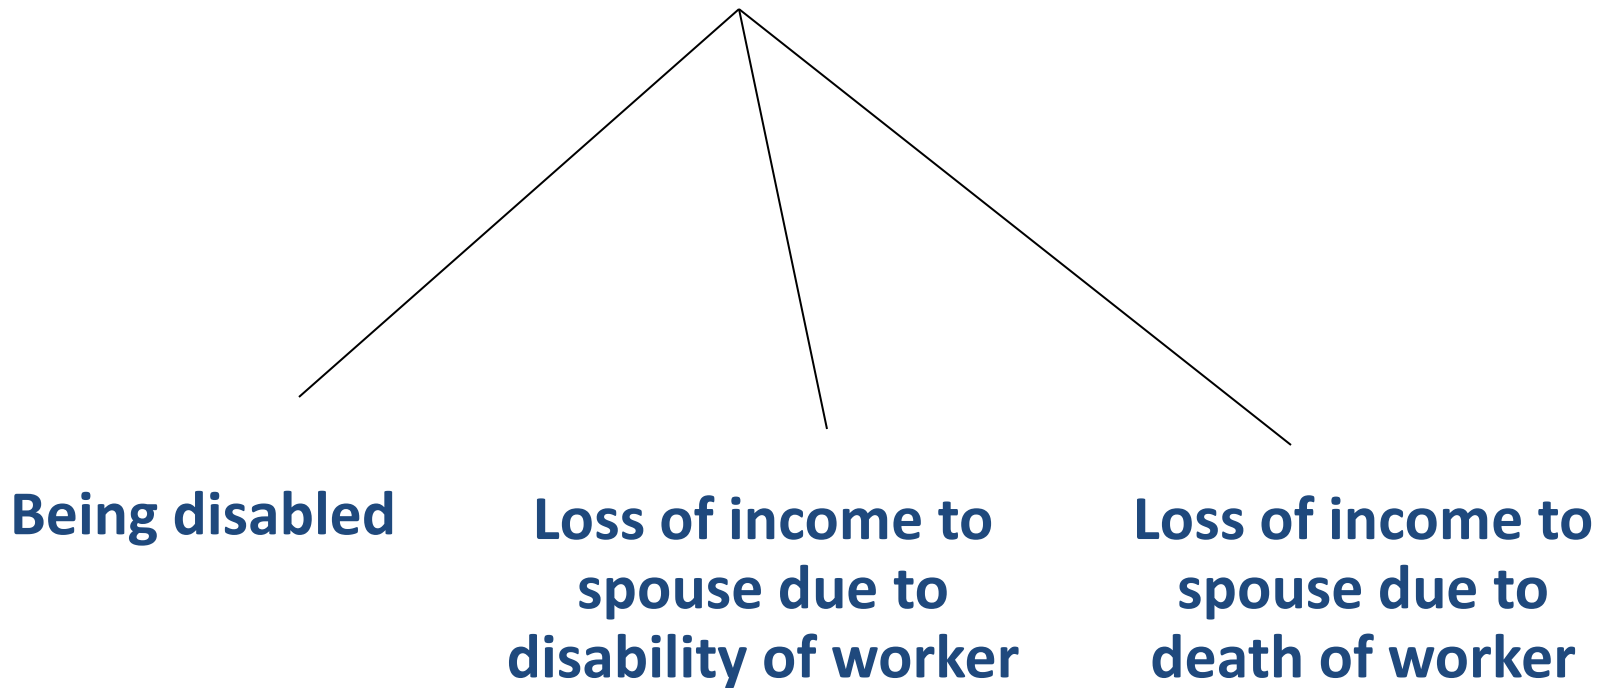 Being disabled
Loss of income to
spouse due to
disability of worker
Loss of income to
spouse due to
death of worker